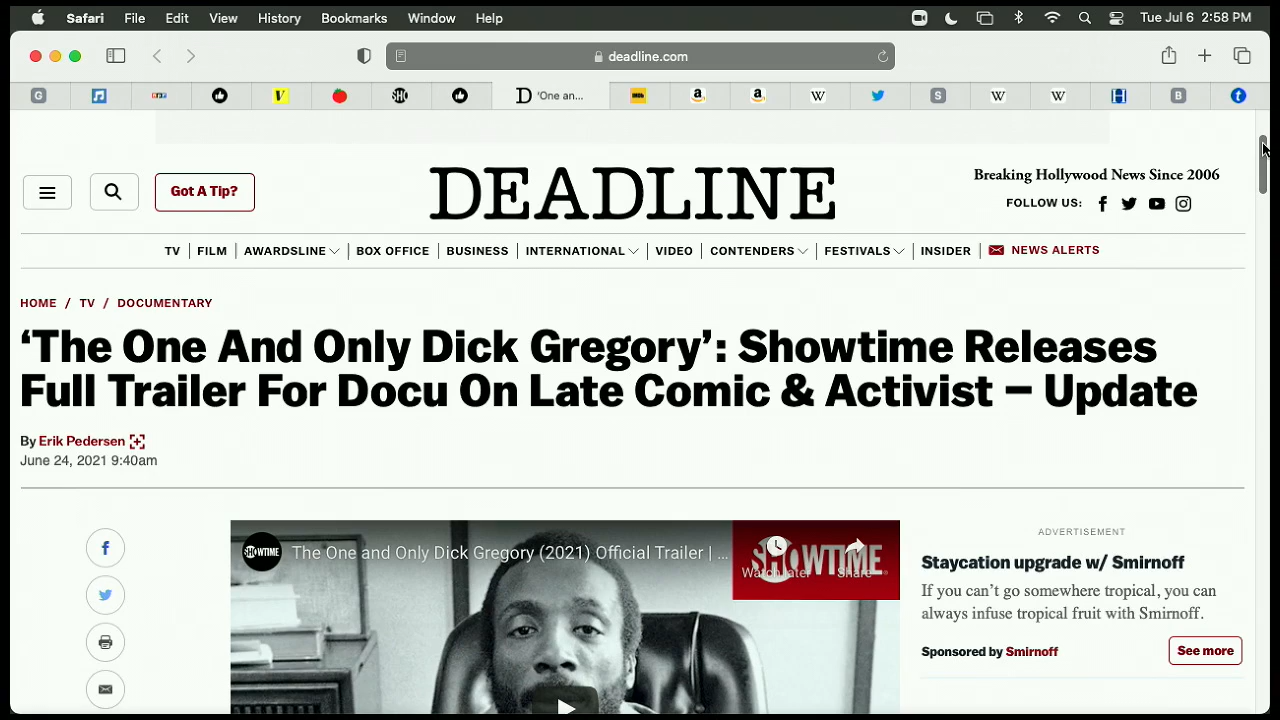 Safari File Edit View History Bookmarks Window Help Tue Jul 6 2:58 PM
deadline.com
G npr V SHO D 'One an... IMDb a a W S W W H B t
DEADLINE
Got A Tip?
Breaking Hollywood News Since 2006
FOLLOW US:
TV FILM AWARDSLINE BOX OFFICE BUSINESS INTERNATIONAL VIDEO CONTENDERS FESTIVALS INSIDER NEWS ALERTS
HOME / TV / DOCUMENTARY
‘The One And Only Dick Gregory’: Showtime Releases
Full Trailer For Docu On Late Comic & Activist – Update
By Erik Pedersen [+]
June 24, 2021 9:40am
SHOWTIME The One and Only Dick Gregory (2021) Official Trailer | ...
SHOWTIME
Watch later Share
ADVERTISEMENT
Staycation upgrade w/ Smirnoff
If you can’t go somewhere tropical, you can
always infuse tropical fruit with Smirnoff.
Sponsored by Smirnoff See more